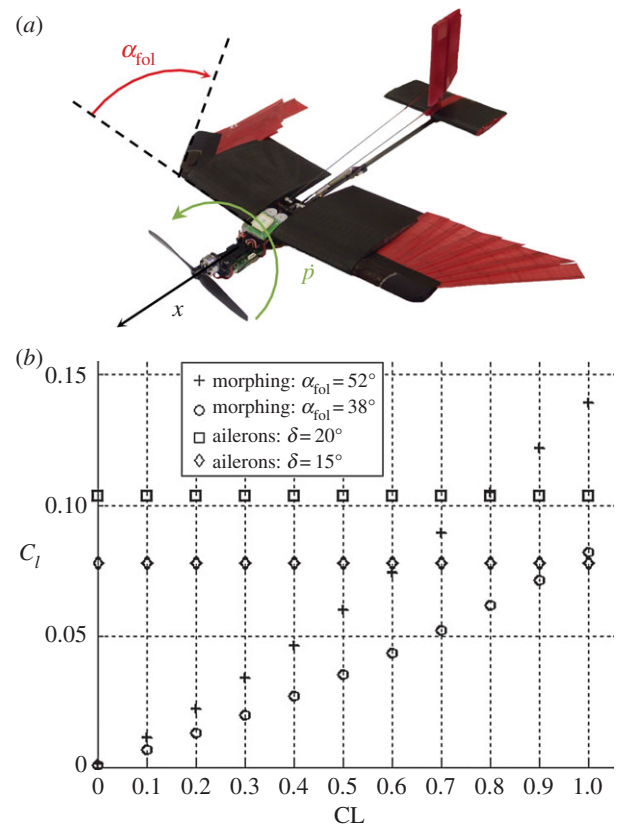 (a)
αfol
ṗ
x
(b)
0.15
+ morphing: αfol = 52°
morphing: αfol = 38°
ailerons: δ = 20°
ailerons: δ = 15°
0.10
Cl
0.05
0
0 0.1 0.2 0.3 0.4 0.5 0.6 0.7 0.8 0.9 1.0
CL